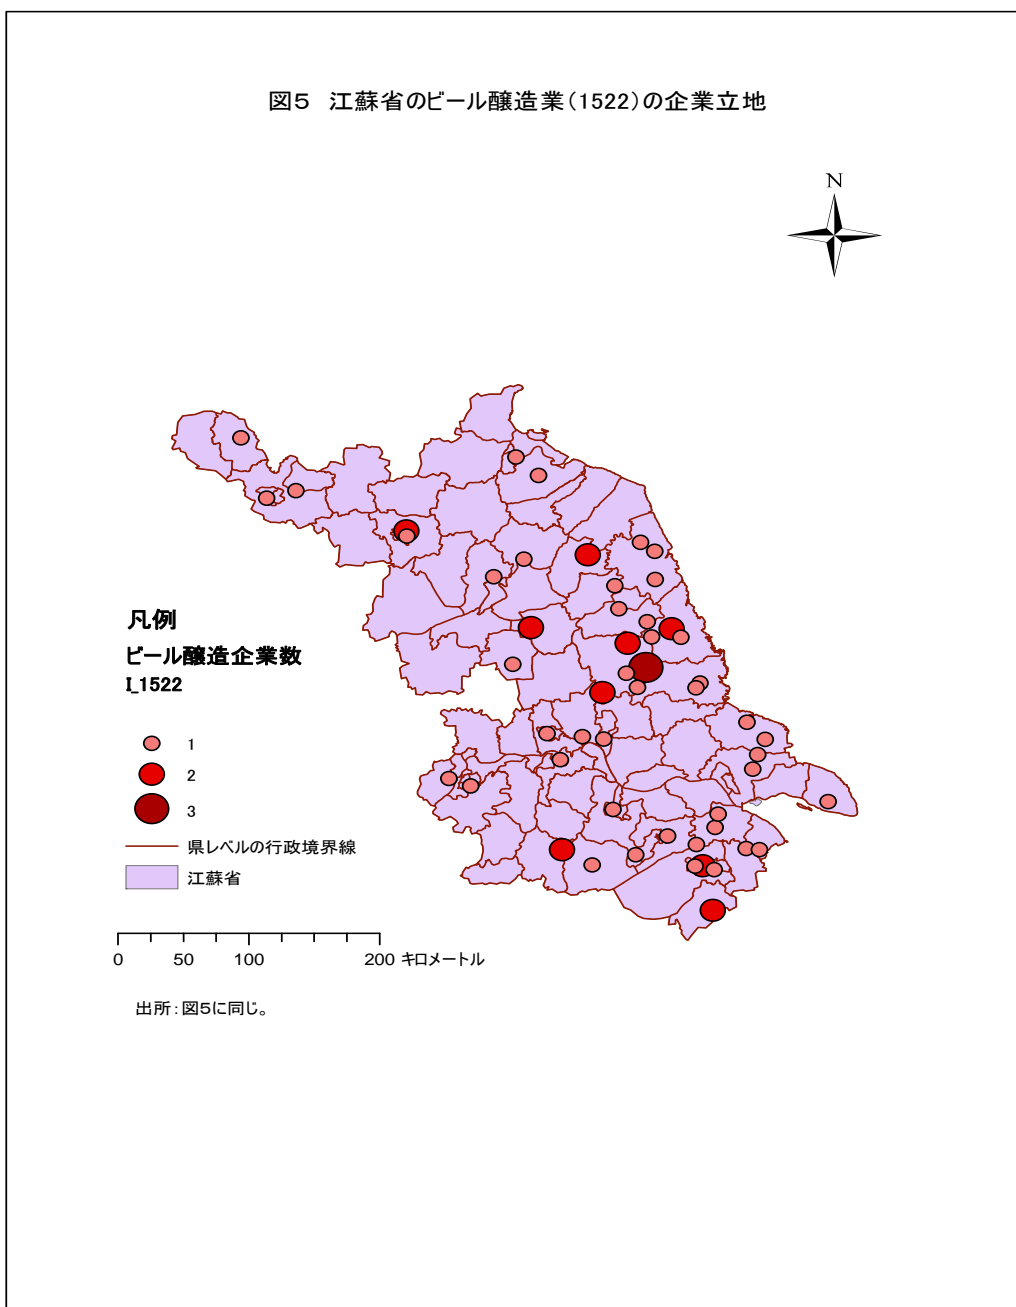 図5 江蘇省のビール醸造業(1522)の企業立地
N
凡例
ビール醸造企業数
I_1522
1
2
3
県レベルの行政境界線
江蘇省
0 50 100 200 キロメートル
出所:図5に同じ。